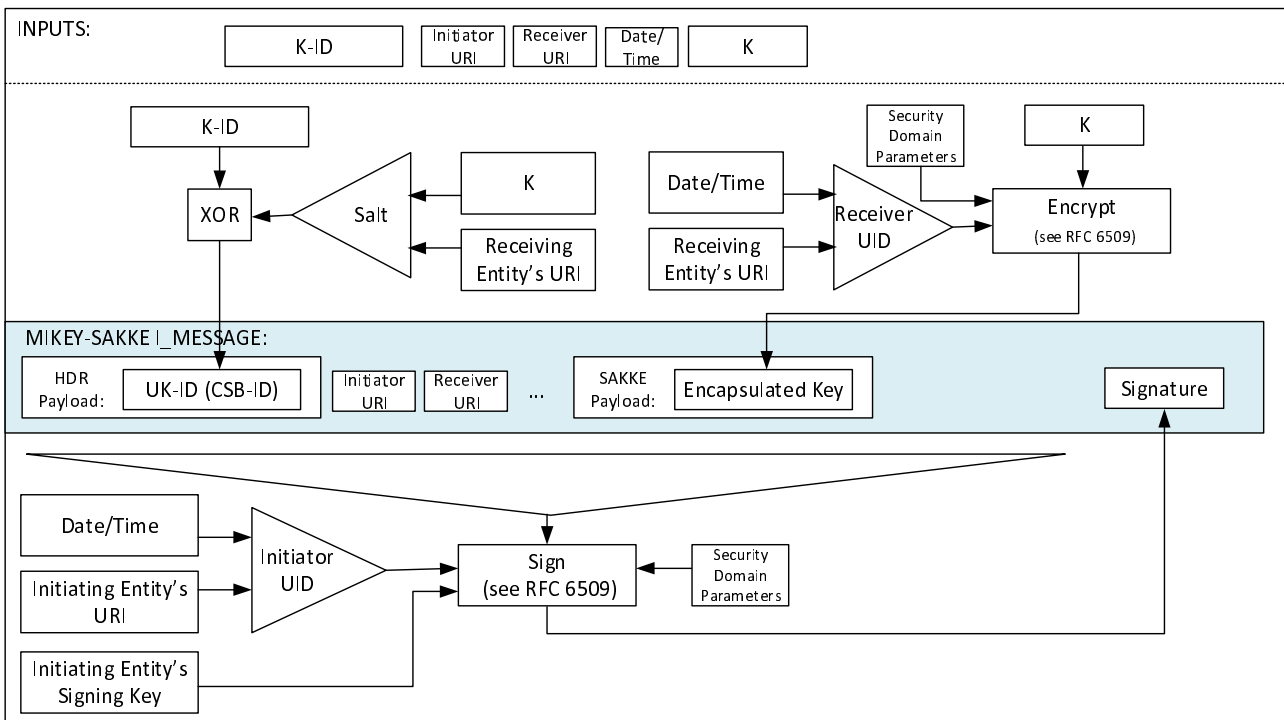 INPUTS:
K-ID
Initiator
URI
Receiver
URI
Date/
Time
K
K-ID
XOR
Salt
K
Receiving
Entity's URI
Date/Time
Receiving
Entity's URI
Receiver
UID
Security
Domain
Parameters
K
Encrypt
(see RFC 6509)
MIKEY-SAKKE I_MESSAGE:
HDR
Payload:
UK-ID (CSB-ID)
Initiator
URI
Receiver
URI
...
SAKKE
Payload:
Encapsulated Key
Signature
Date/Time
Initiating Entity's
URI
Initiating Entity's
Signing Key
Initiator
UID
Sign
(see RFC 6509)
Security
Domain
Parameters